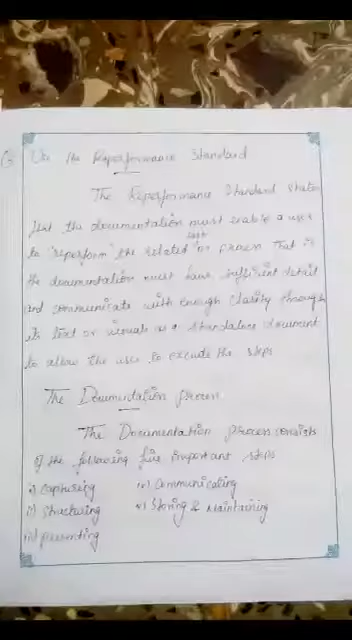 Use the Reperformance Standard
The Reperformance Standard States
that the documentation must enable a user
to "reperform" the related task or process That is
the documentation must have sufficient detail
and communicate with enough clarity through
its text or visuals as a standalone document
to allow the user to execute the steps
The Documentation process
The Documentation process consists
of the following five important steps
i) Capturing iv) Communicating
ii) Structuring v) Storing & Maintaining
iii) presenting